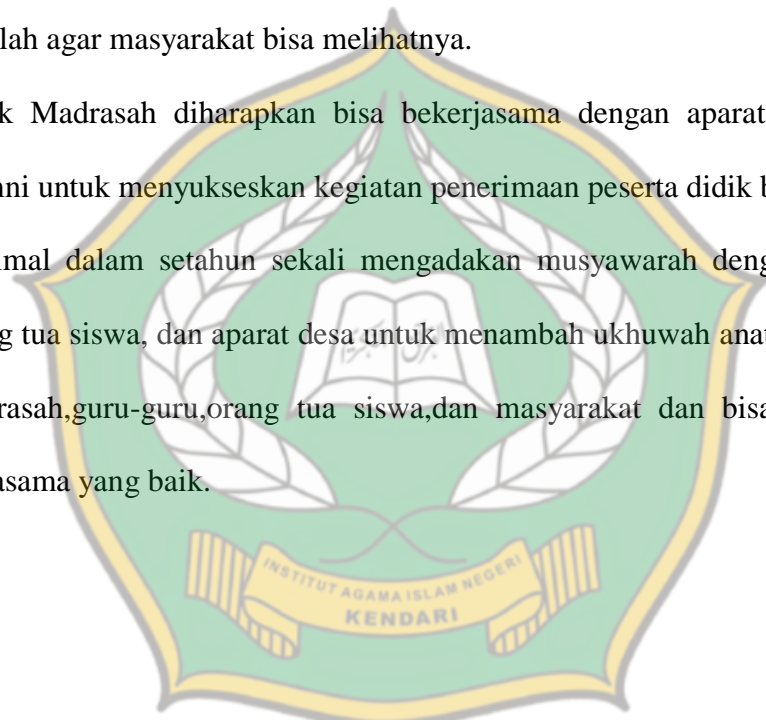 lah agar masyarakat bisa melihatnya.
k Madrasah diharapkan bisa bekerjasama dengan aparat
nni untuk menyukseskan kegiatan penerimaan peserta didik b
imal dalam setahun sekali mengadakan musyawarah deng
g tua siswa, dan aparat desa untuk menambah ukhuwah anat
rasah,guru-guru,orang tua siswa,dan masyarakat dan bisa
asama yang baik.
INSTITUT AGAMA ISLAM NEGERI
KENDARI